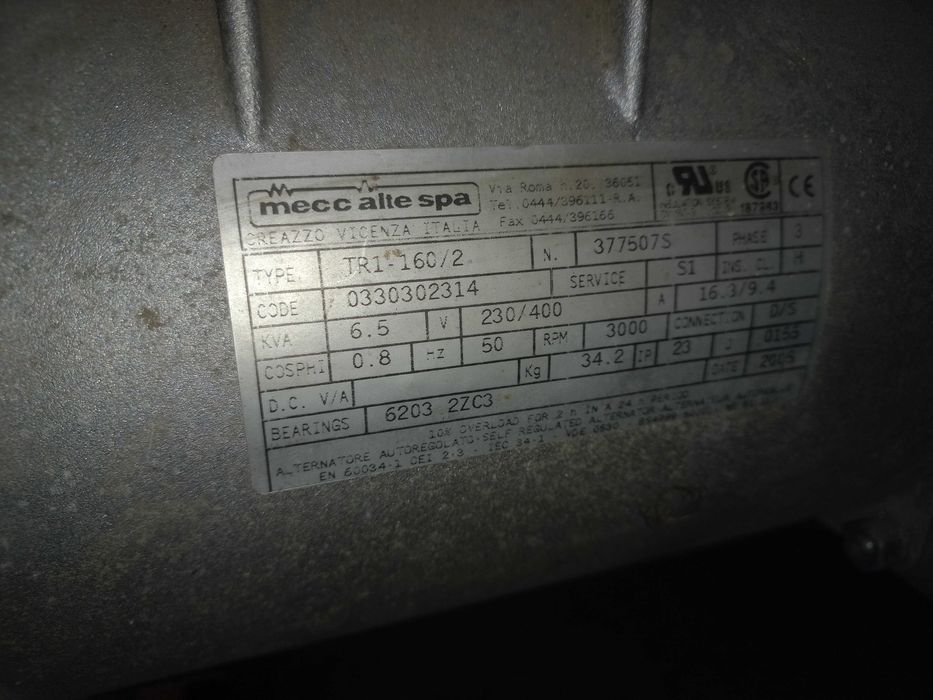 mecc alte spa
Via Roma n.20, 36051
Tel. 0444/396111-R.A.
Fax 0444/396166
CREAZZO VICENZA ITALIA
C RU US
187343
CE
TYPE TR1-160/2 N. 377507S PHASE 3
CODE 0330302314 SERVICE S1 INS. CL. H
KVA 6.5 V 230/400 A 16.3/9.4
COSPHI 0.8 Hz 50 RPM 3000 CONNECTION D/S
D.C. V/A Kg 34.2 IP 23 J
BEARINGS 6203 2ZC3 DATE
10% OVERLOAD FOR 2 h IN A 24 h PERIOD
ALTERNATORE AUTOREGOLATO-SELF REGULATED ALTERNATOR-ALTERNATEUR
EN 60034-1 CEI 2-3 - IEC 34-1 - VDE 0530